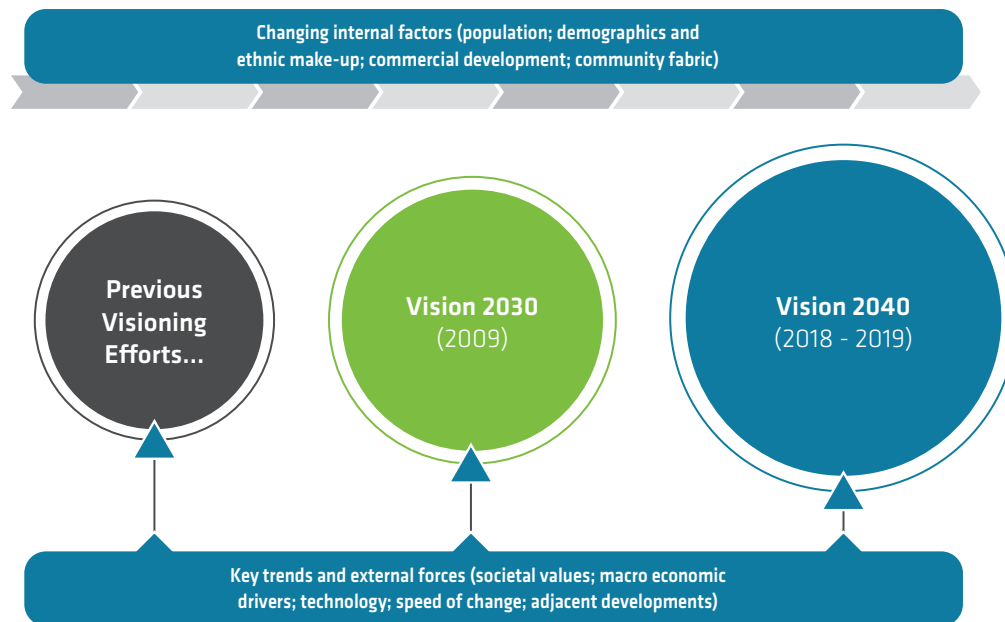 Changing internal factors (population; demographics and
ethnic make-up; commercial development; community fabric)
Previous
Visioning
Efforts...
Vision 2030
(2009)
Vision 2040
(2018 - 2019)
Key trends and external forces (societal values; macro economic
drivers; technology; speed of change; adjacent developments)